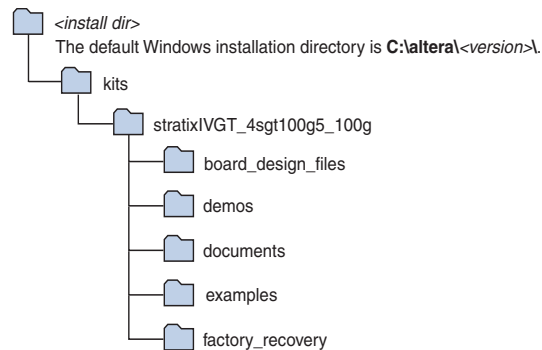 <install dir>
The default Windows installation directory is C:\altera\<version>\.
kits
stratixIVGT_4sgt100g5_100g
board_design_files
demos
documents
examples
factory_recovery